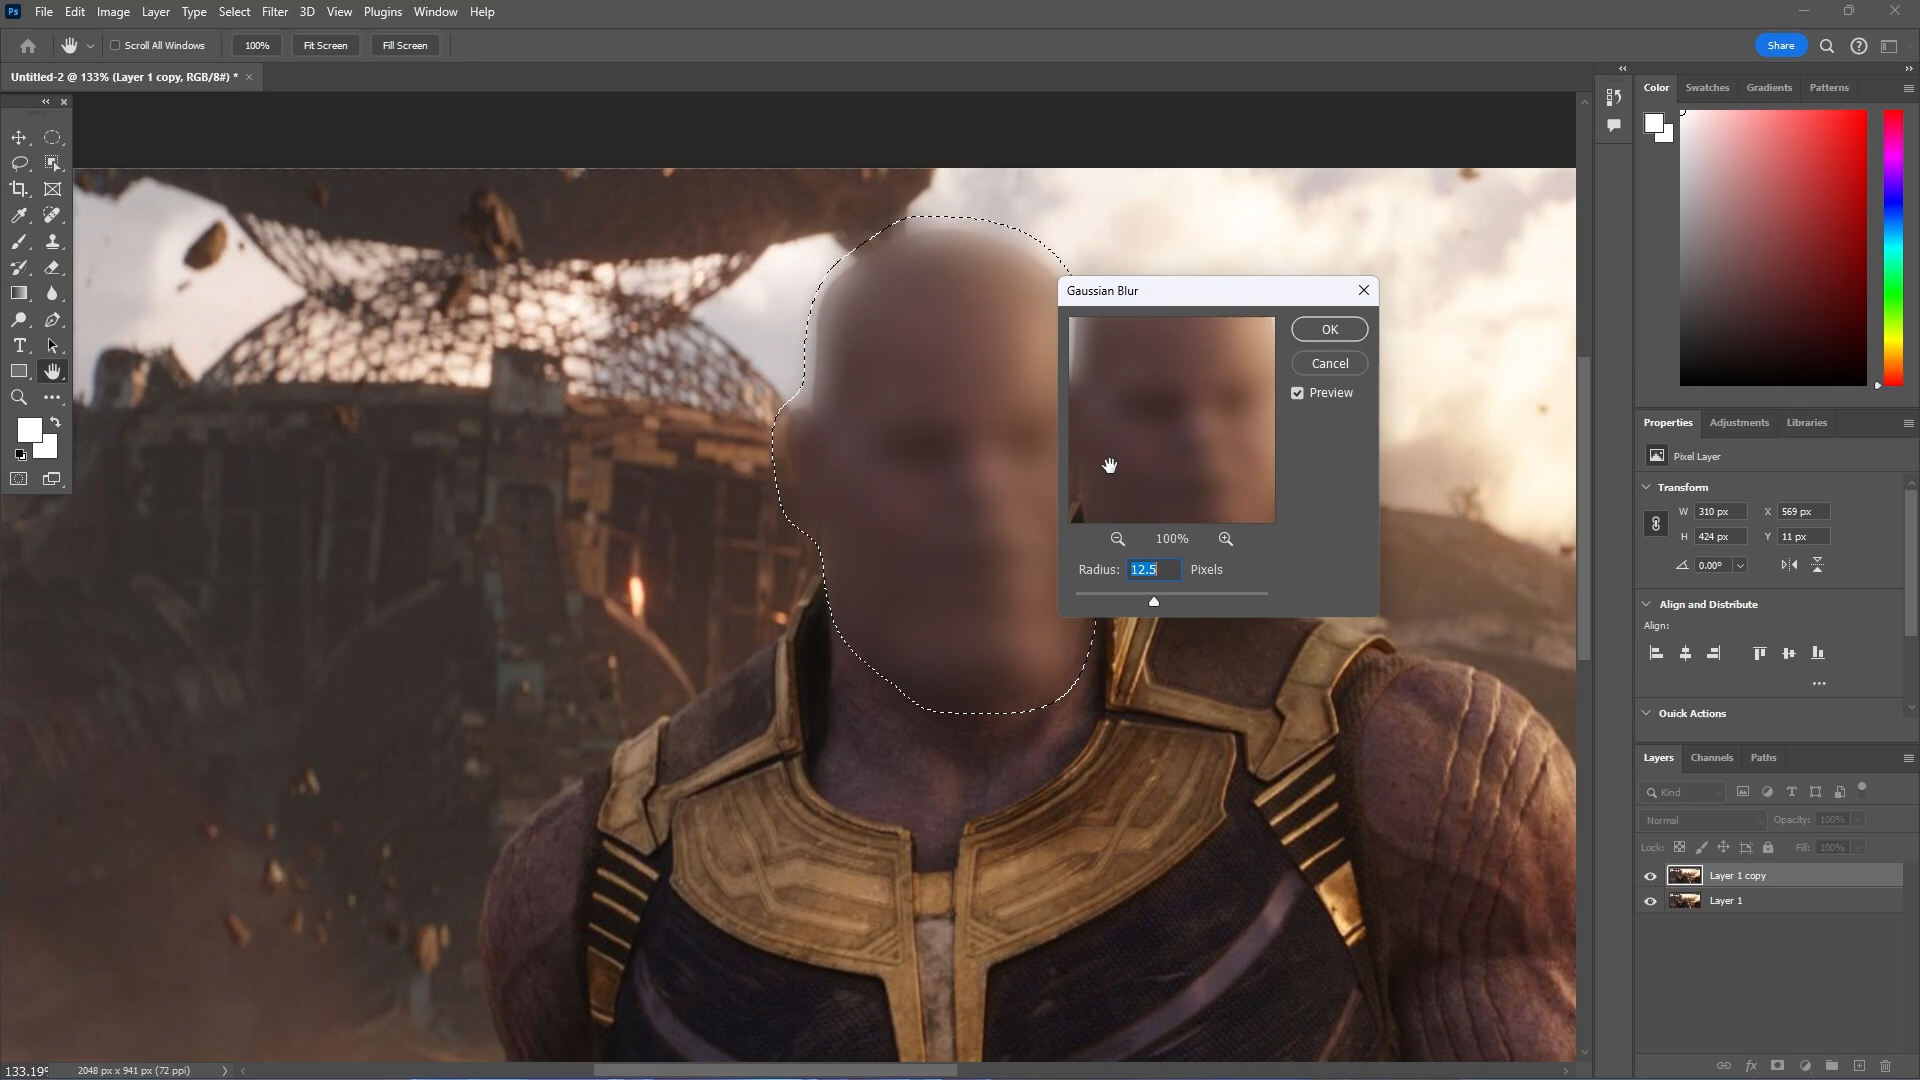 Ps File Edit Image Layer Type Select Filter 3D View Plugins Window Help
Scroll All Windows 100% Fit Screen Fill Screen Share
Untitled-2 @ 133% (Layer 1 copy, RGB/8#) *
Color Swatches Gradients Patterns
Gaussian Blur
OK
Cancel
Preview
100%
Radius: 12.5 Pixels
Properties Adjustments Libraries
Pixel Layer
Transform
W 310 px X 569 px
H 424 px Y 11 px
0.00°
Align and Distribute
Align:
Quick Actions
Layers Channels Paths
Kind
Normal Opacity: 100%
Lock: Fill: 100%
Layer 1 copy
Layer 1
133.19% 2048 px x 941 px (72 ppi)